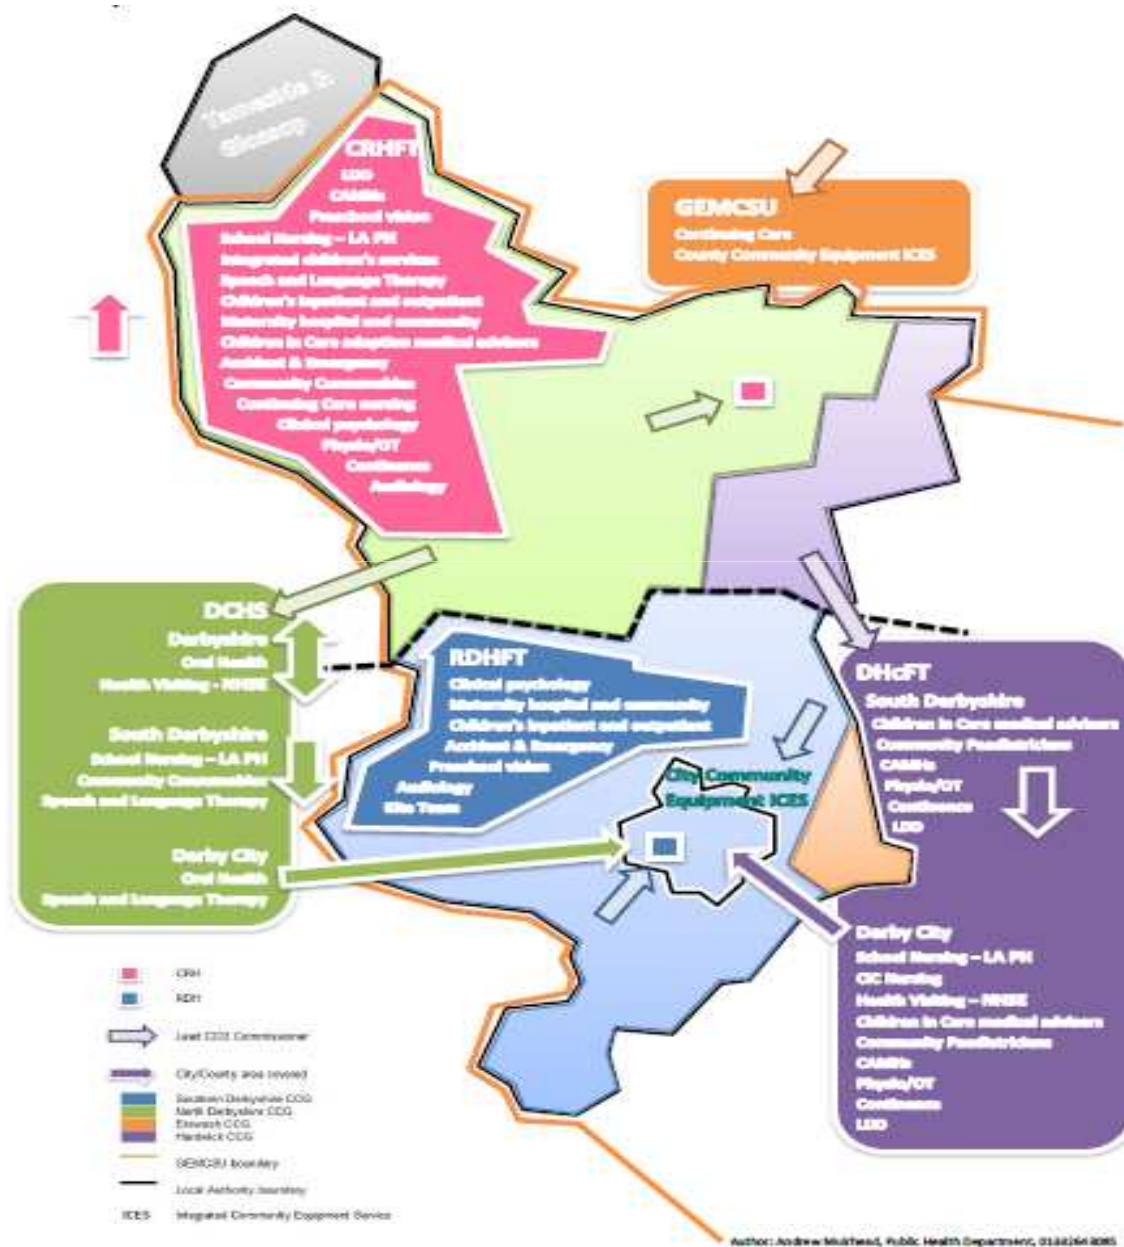 Tameside &
Glossop
CRHFT
LDD
CAMHs
Preschool vision
School Nursing – LA PH
Integrated children's services
Speech and Language Therapy
Children's inpatient and outpatient
Maternity hospital and community
Children in Care adoption medical advisors
Accident & Emergency
Community Consumables
Continuing Care nursing
Clinical psychology
Physio/OT
Continence
Audiology
GEMCSU
Continuing Care
County Community Equipment ICES
DCHS
Derbyshire
Oral Health
Health Visiting - NHSE
South Derbyshire
School Nursing – LA PH
Community Consumables
Speech and Language Therapy
Derby City
Oral Health
Speech and Language Therapy
RDHFT
Clinical psychology
Maternity hospital and community
Children's inpatient and outpatient
Accident & Emergency
Preschool vision
Audiology
Kite Team
City Community
Equipment ICES
DHcFT
South Derbyshire
Children in Care medical advisors
Community Paediatricians
CAMHs
Physio/OT
Continence
LDD
Derby City
School Nursing – LA PH
CIC Nursing
Health Visiting – NHSE
Children in Care medical advisors
Community Paediatricians
CAMHs
Physio/OT
Continence
LDD
CRH
RDH
Lead CCG Commissioner
City/County area covered
Southern Derbyshire CCG
North Derbyshire CCG
Erewash CCG
Hardwick CCG
GEMCSU boundary
Local Authority boundary
ICES Integrated Community Equipment Service
Author: Andrew Muirhead, Public Health Department,